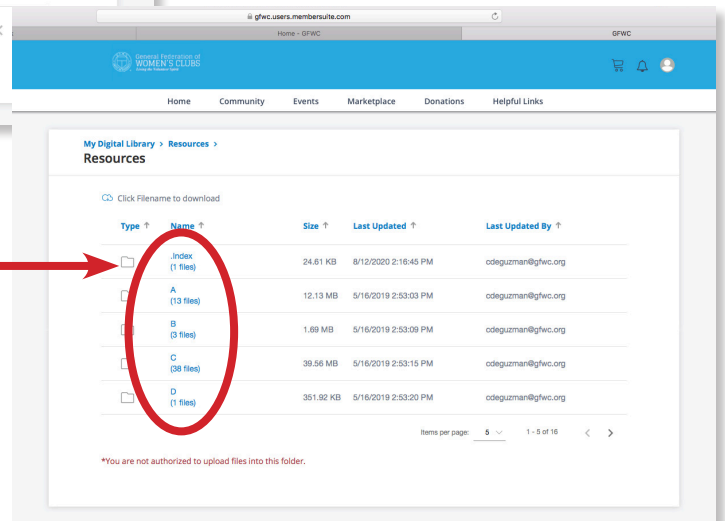 gfwc.users.membersuite.com
Home - GFWC
GFWC
General Federation of
WOMEN'S CLUBS
Home Community Events Marketplace Donations Helpful Links
My Digital Library > Resources >
Resources
Click Filename to download
Type ↑ Name ↑ Size ↑ Last Updated ↑ Last Updated By ↑
.Index
(1 files)
24.61 KB 8/12/2020 2:16:45 PM cdeguzman@gfwc.org
A
(13 files)
12.13 MB 5/16/2019 2:53:03 PM cdeguzman@gfwc.org
B
(3 files)
1.69 MB 5/16/2019 2:53:09 PM cdeguzman@gfwc.org
C
(38 files)
39.56 MB 5/16/2019 2:53:15 PM cdeguzman@gfwc.org
D
(1 files)
351.92 KB 5/16/2019 2:53:20 PM cdeguzman@gfwc.org
Items per page: 5 1 - 5 of 16 < >
*You are not authorized to upload files into this folder.